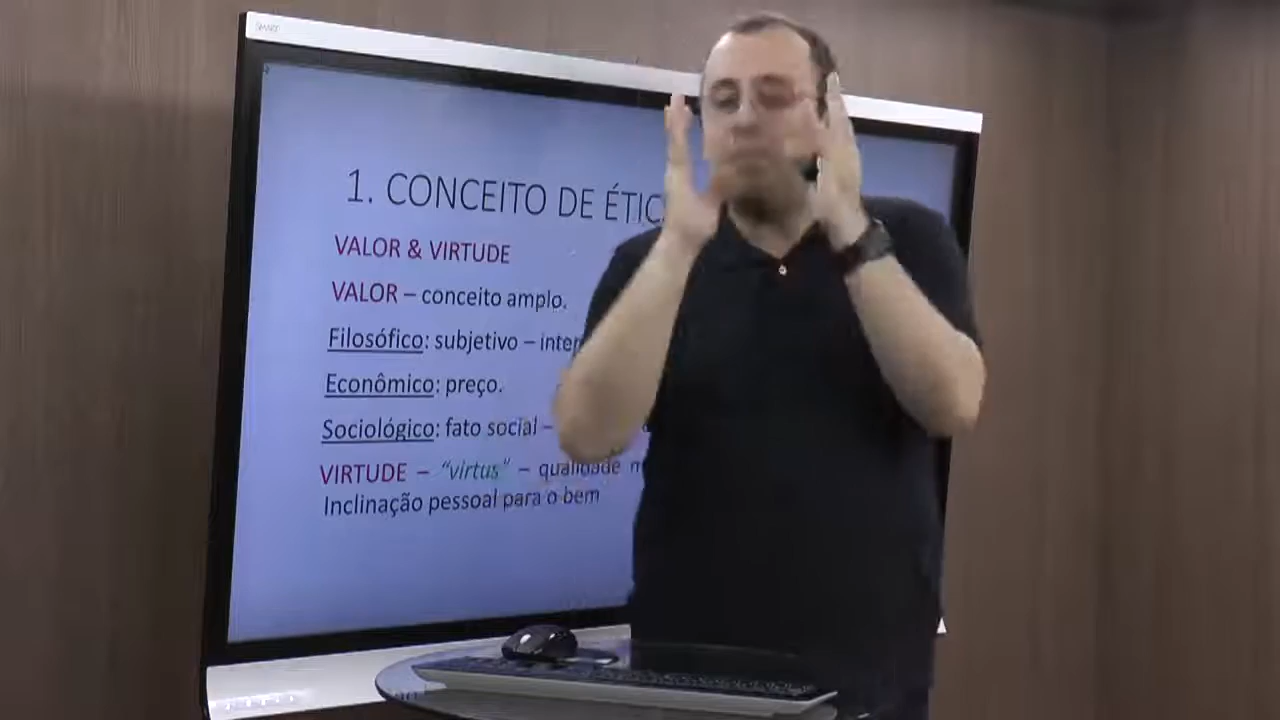 SMART
1. CONCEITO DE ÉTIC
VALOR & VIRTUDE
VALOR – conceito amplo.
Filosófico: subjetivo –
Econômico: preço.
Sociológico: fato social –
VIRTUDE – “virtus” – qualidade
Inclinação pessoal para o bem